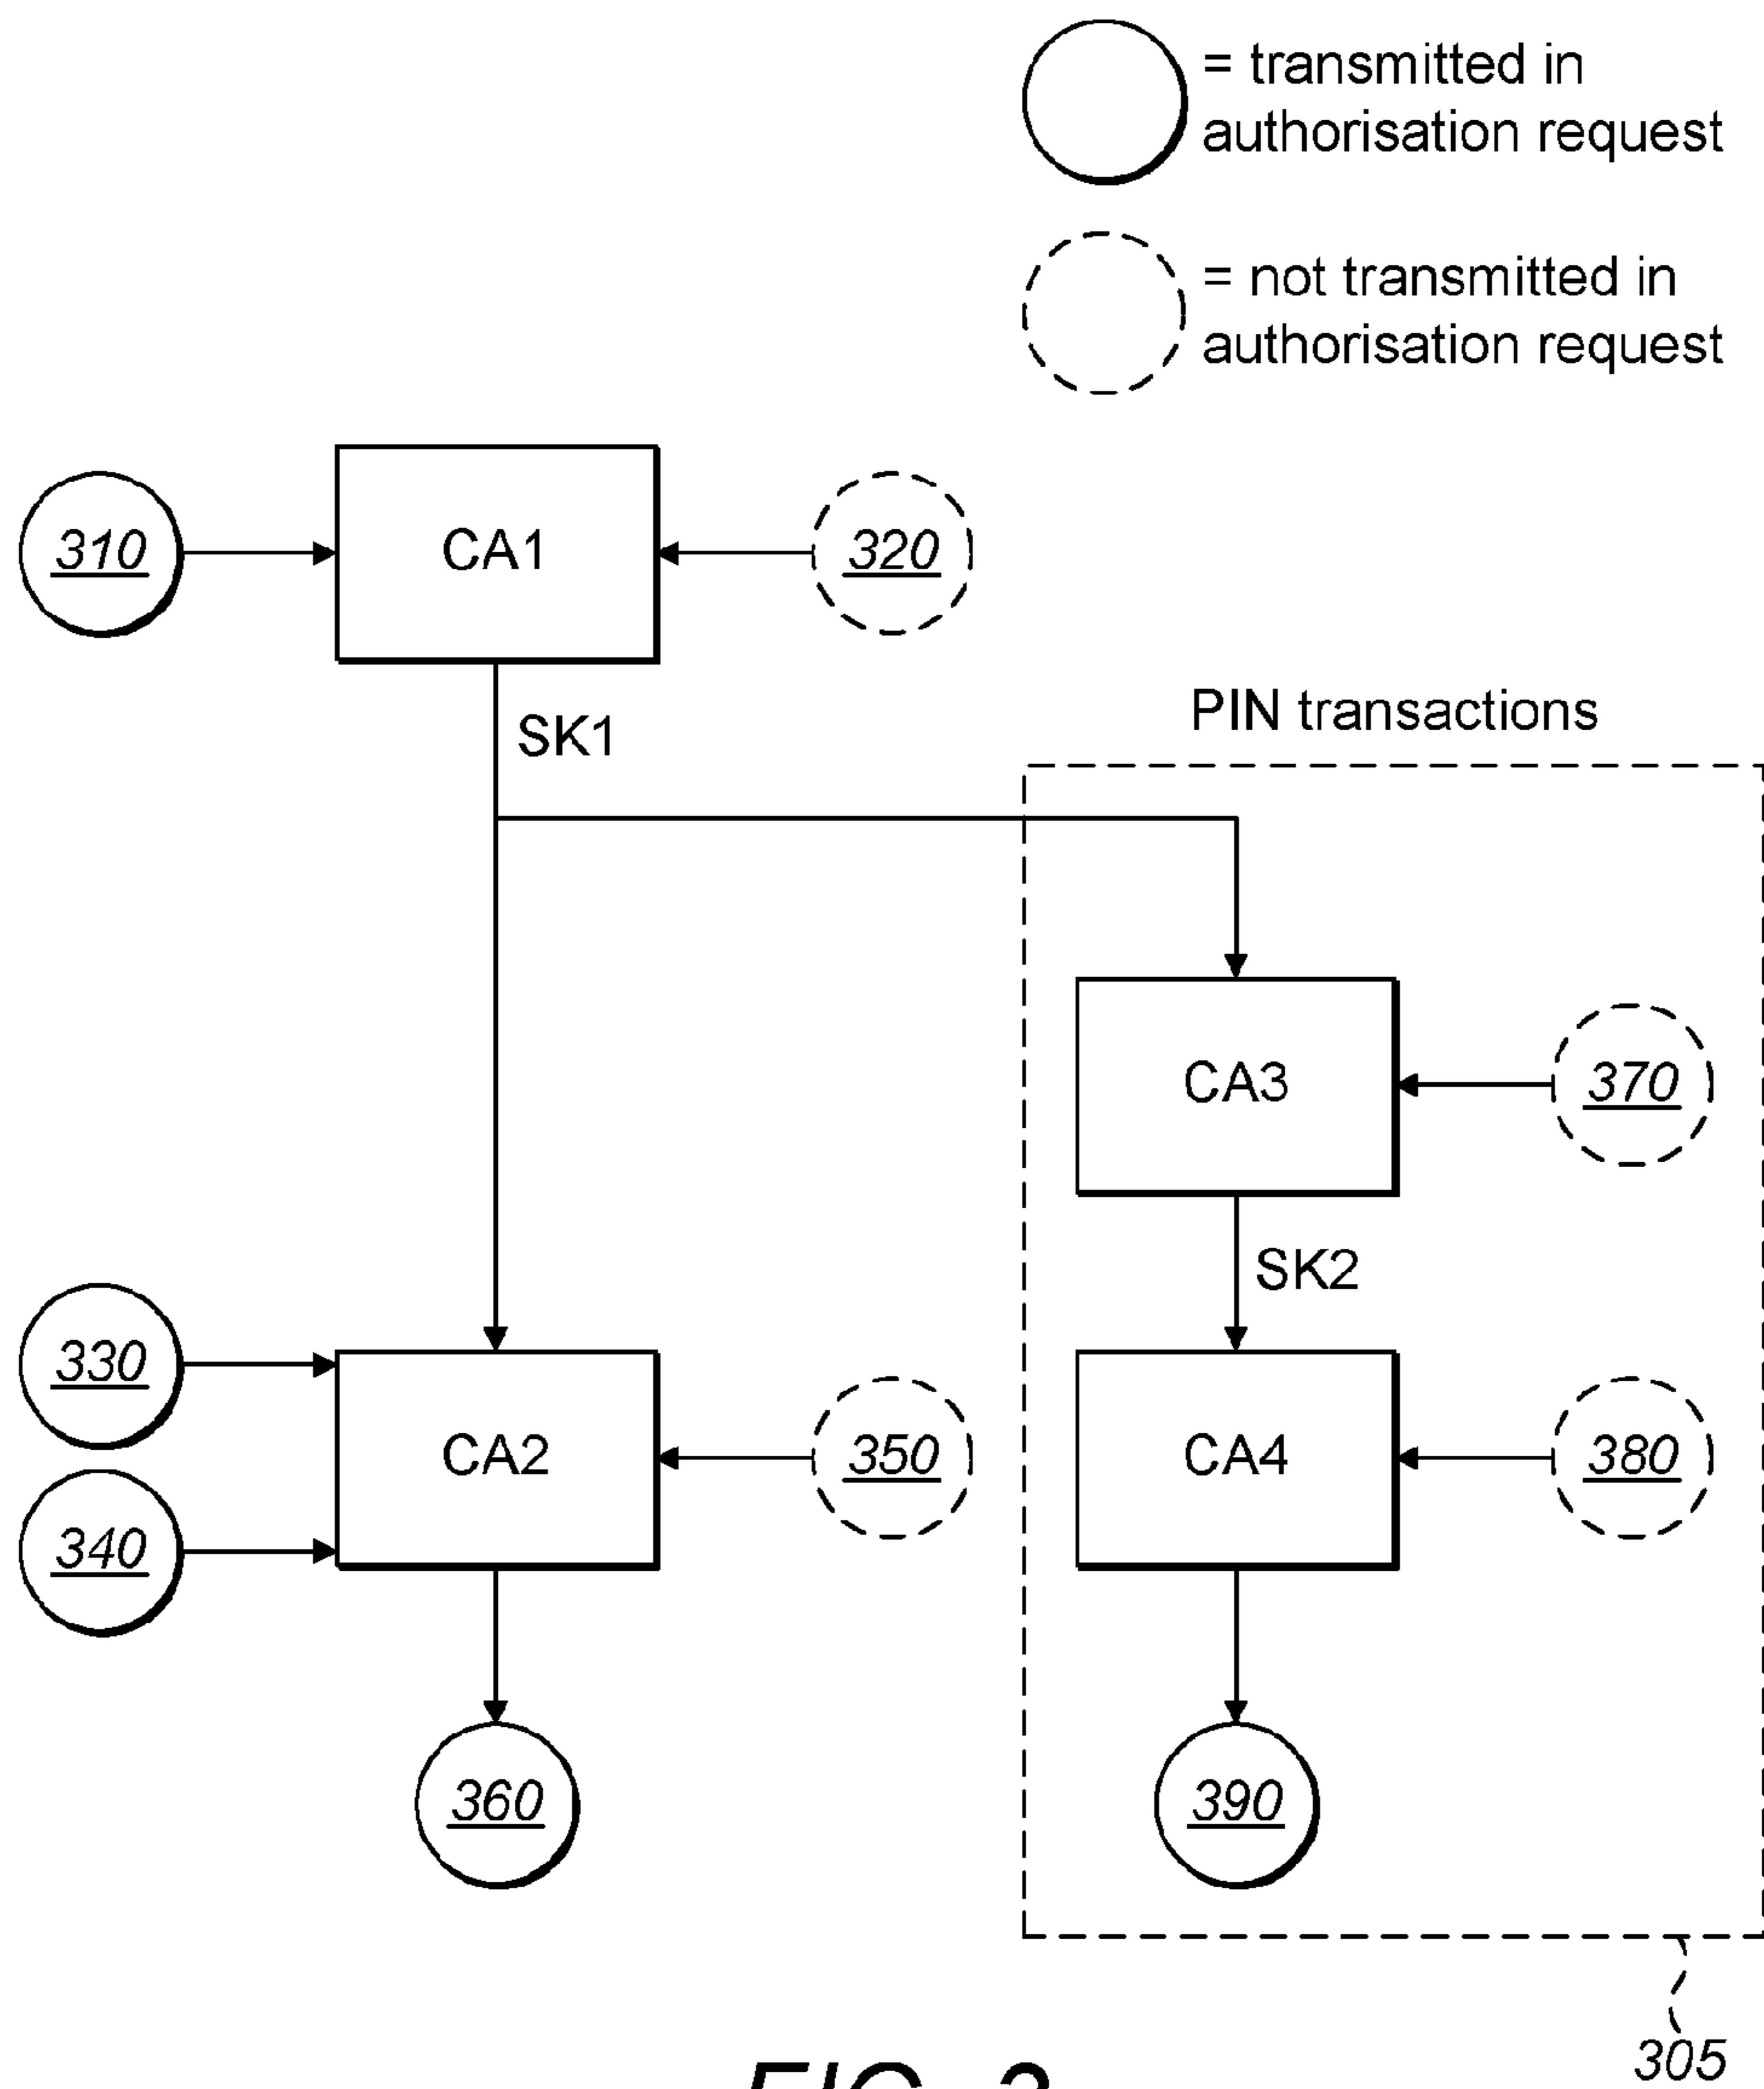 = transmitted in
authorisation request
= not transmitted in
authorisation request
310
CA1
320
SK1
PIN transactions
CA3
370
SK2
330
340
CA2
350
CA4
380
360
390
305